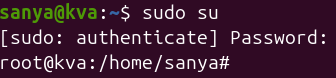 sanya@kva:~$ sudo su
[sudo: authenticate] Password:
root@kva:/home/sanya#